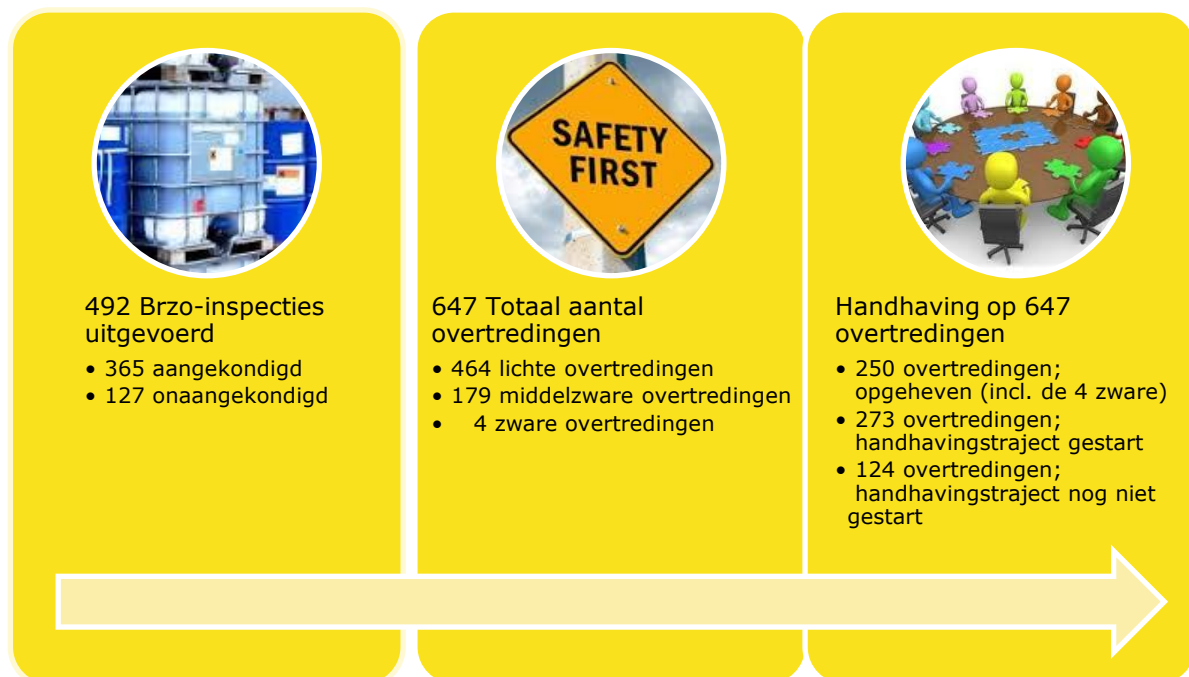 492 Brzo-inspecties
uitgevoerd
• 365 aangekondigd
• 127 onaangekondigd
SAFETY
FIRST
647 Totaal aantal
overtredingen
• 464 lichte overtredingen
• 179 middelzware overtredingen
• 4 zware overtredingen
Handhaving op 647
overtredingen
• 250 overtredingen;
opgeheven (incl. de 4 zware)
• 273 overtredingen;
handhavingstraject gestart
• 124 overtredingen;
handhavingstraject nog niet
gestart